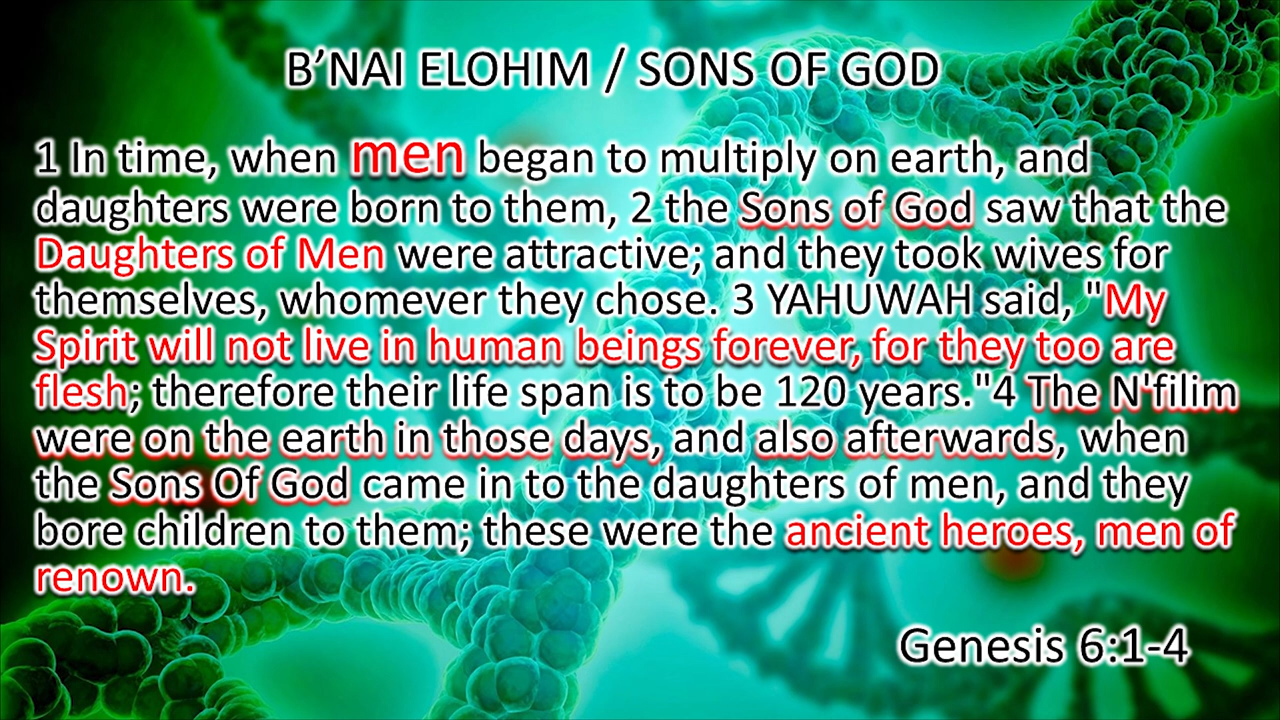 B’NAI ELOHIM / SONS OF GOD
1 In time, when men began to multiply on earth, and
daughters were born to them, 2 the Sons of God saw that the
Daughters of Men were attractive; and they took wives for
themselves, whomever they chose. 3 YAHUWAH said, "My
Spirit will not live in human beings forever, for they too are
flesh; therefore their life span is to be 120 years."4 The N'filim
were on the earth in those days, and also afterwards, when
the Sons Of God came in to the daughters of men, and they
bore children to them; these were the ancient heroes, men of
renown.
Genesis 6:1-4